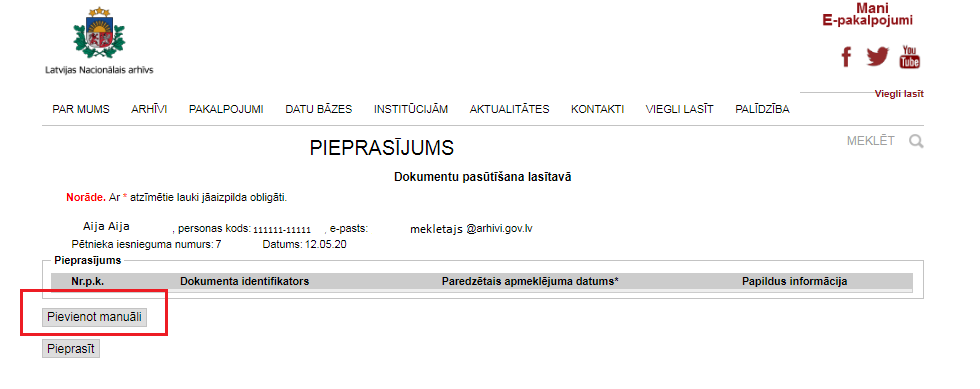 Latvijas Nacionālais arhīvs
Mani
E-pakalpojumi
You
Tube
Viegli lasīt
PAR MUMS ARHĪVI PAKALPOJUMI DATU BĀZES INSTITŪCIJĀM AKTUALITĀTES KONTAKTI VIEGLI LASĪT PALĪDZĪBA
MEKLĒT
PIEPRASĪJUMS
Dokumentu pasūtīšana lasītavā
Norāde. Ar * atzīmētie lauki jāaizpilda obligāti.
Aija Aija , personas kods: 111111-11111 , e-pasts: mekletajs @arhivi.gov.lv
Pētnieka iesnieguma numurs: 7 Datums: 12.05.20
Pieprasījums
Nr.p.k. Dokumenta identifikators Paredzētais apmeklējuma datums* Papildus informācija
Pievienot manuāli
Pieprasīt